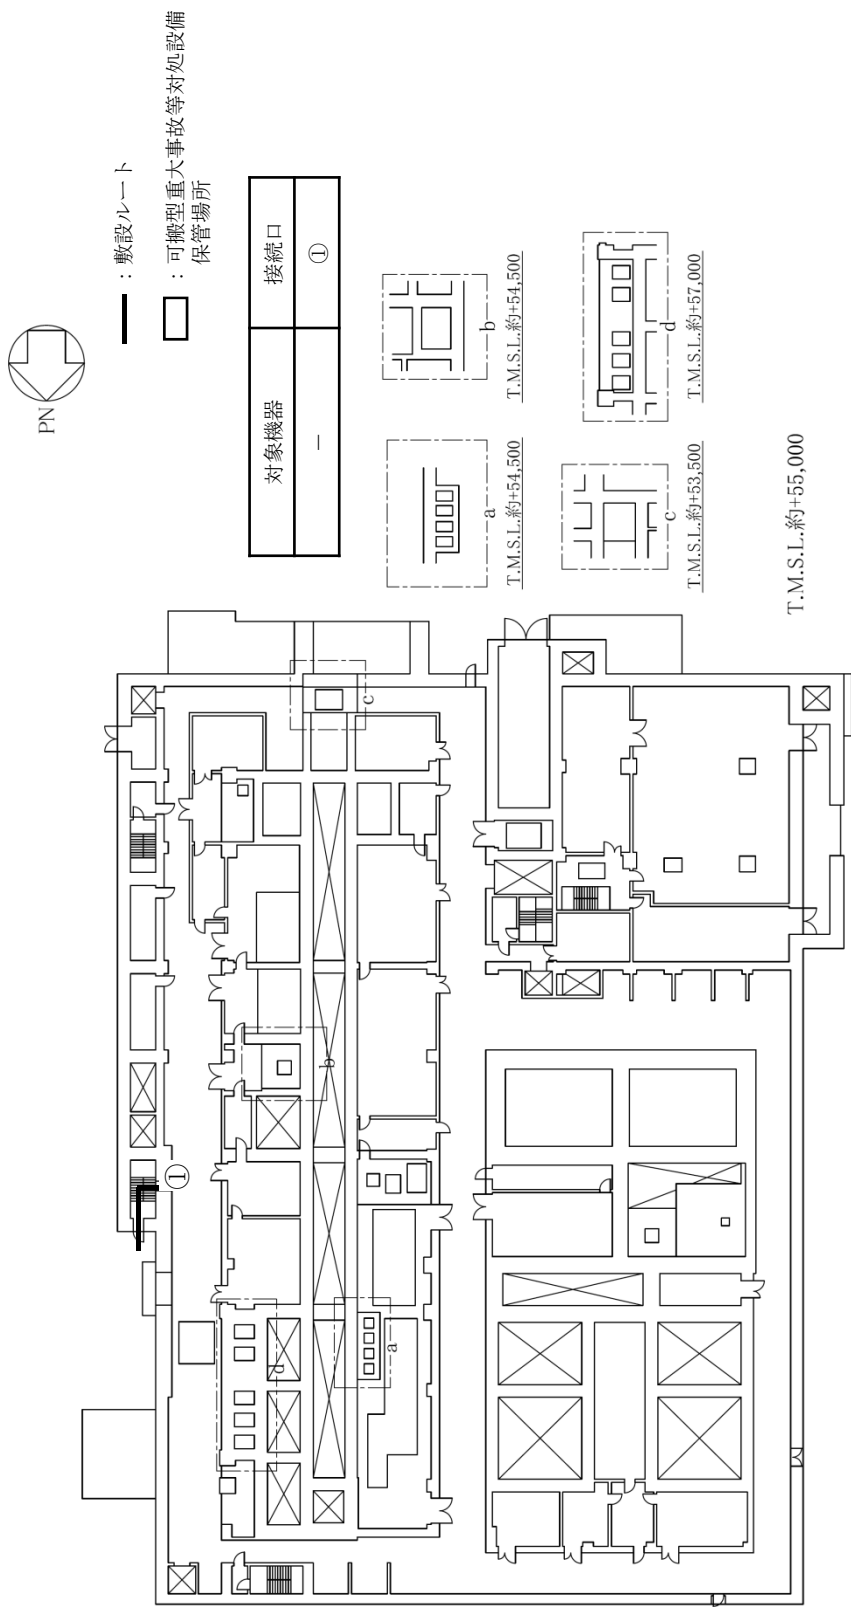 PN
：敷設ルート
：可搬型重大事故等対処設備
保管場所
対象機器
接続口
－
①
a
T.M.S.L.約+54,500
b
T.M.S.L.約+54,500
c
T.M.S.L.約+53,500
d
T.M.S.L.約+57,000
T.M.S.L.約+55,000
①
a
b
c
d